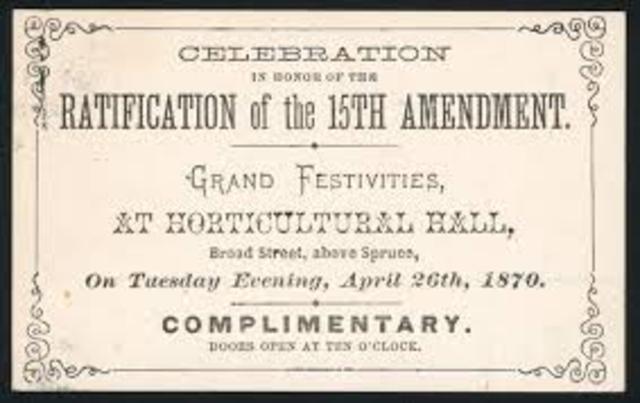 CELEBRATION
IN HONOR OF THE
RATIFICATION of the 15TH AMENDMENT.
GRAND FESTIVITIES,
AT HORTICULTURAL HALL,
Broad Street, above Spruce,
On Tuesday Evening, April 26th, 1870.
COMPLIMENTARY.
DOORS OPEN AT TEN O'CLOCK.